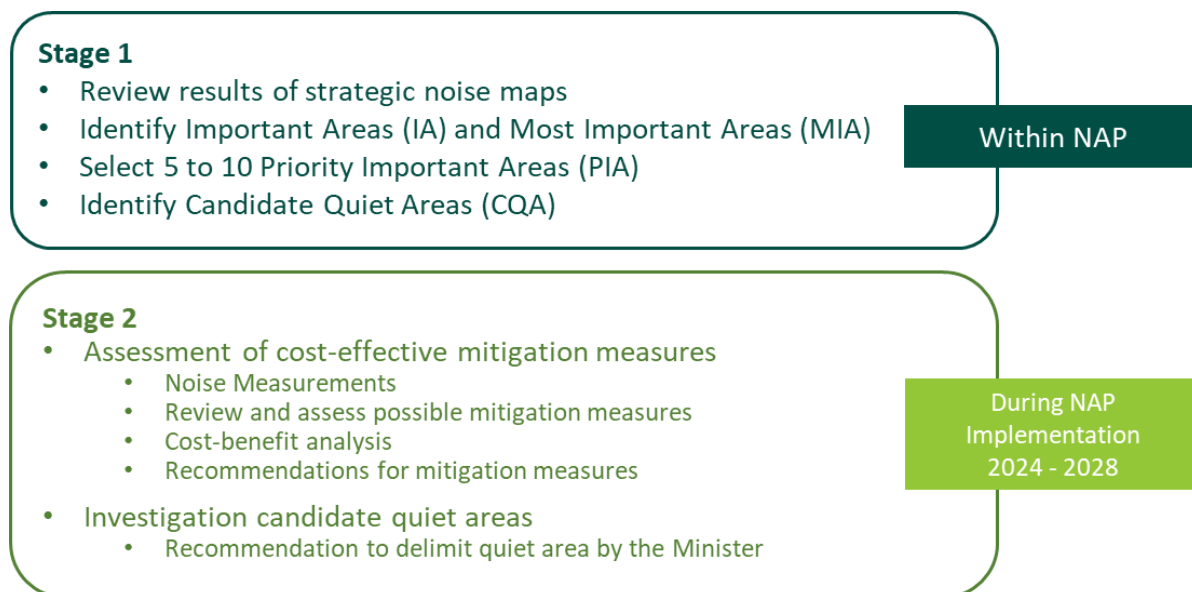 Stage 1
• Review results of strategic noise maps
• Identify Important Areas (IA) and Most Important Areas (MIA)
• Select 5 to 10 Priority Important Areas (PIA)
• Identify Candidate Quiet Areas (CQA)
Within NAP
Stage 2
• Assessment of cost-effective mitigation measures
• Noise Measurements
• Review and assess possible mitigation measures
• Cost-benefit analysis
• Recommendations for mitigation measures
• Investigation candidate quiet areas
• Recommendation to delimit quiet area by the Minister
During NAP
Implementation
2024 - 2028